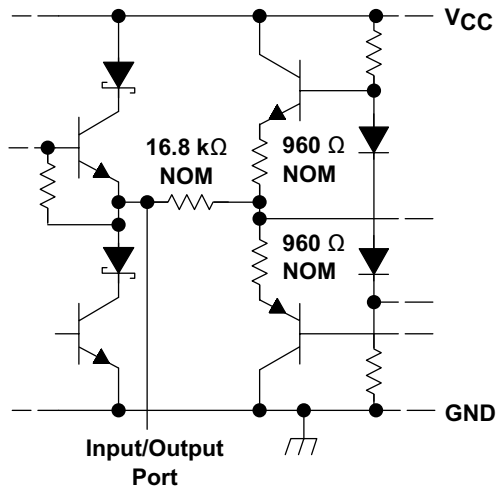 VCC
16.8 kΩ
NOM
960 Ω
NOM
960 Ω
NOM
GND
Input/Output
Port